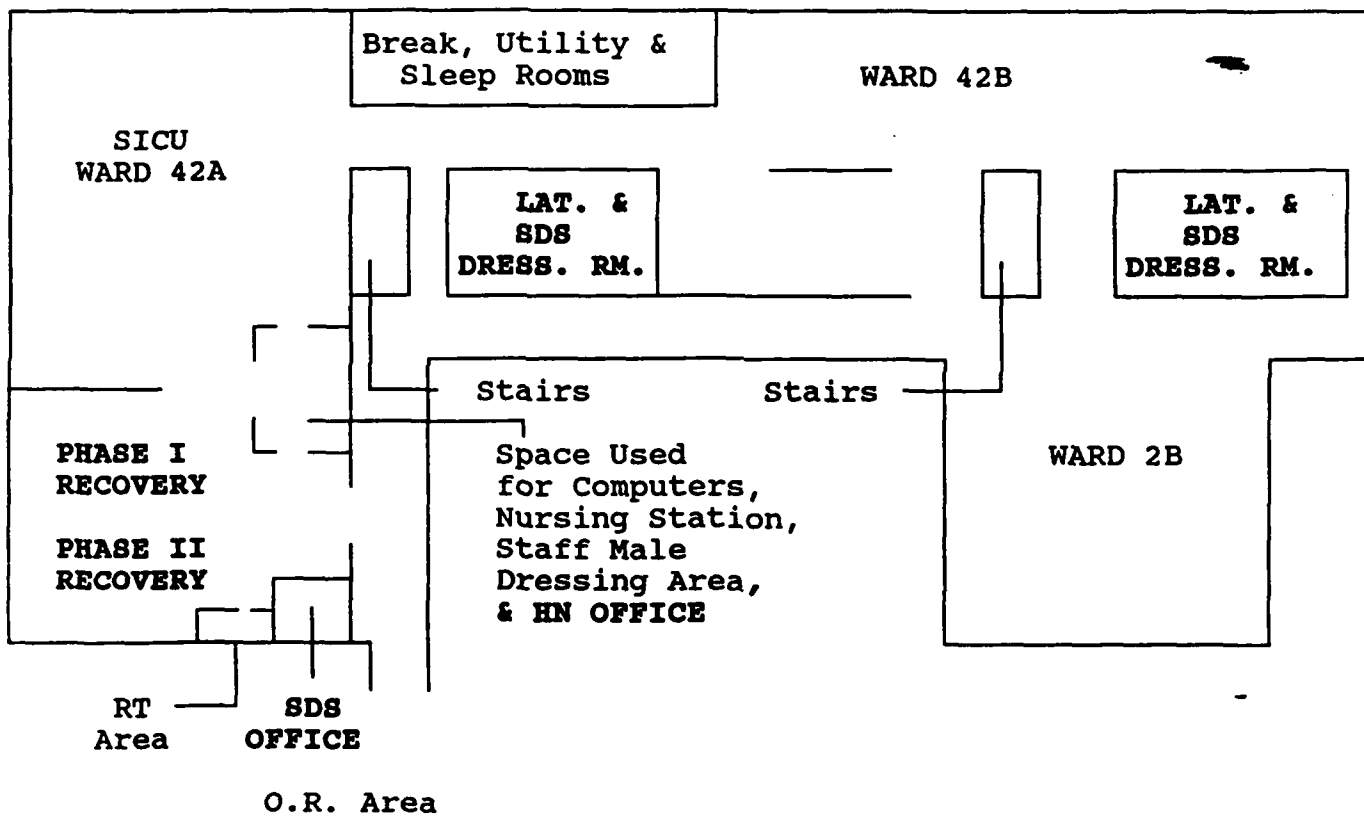 Break, Utility &
Sleep Rooms
WARD 42B
SICU
WARD 42A
LAT. &
SDS
DRESS. RM.
LAT. &
SDS
DRESS. RM.
Stairs
Stairs
PHASE I
RECOVERY
PHASE II
RECOVERY
Space Used
for Computers,
Nursing Station,
Staff Male
Dressing Area,
& HN OFFICE
WARD 2B
RT
Area
SDS
OFFICE
O.R. Area